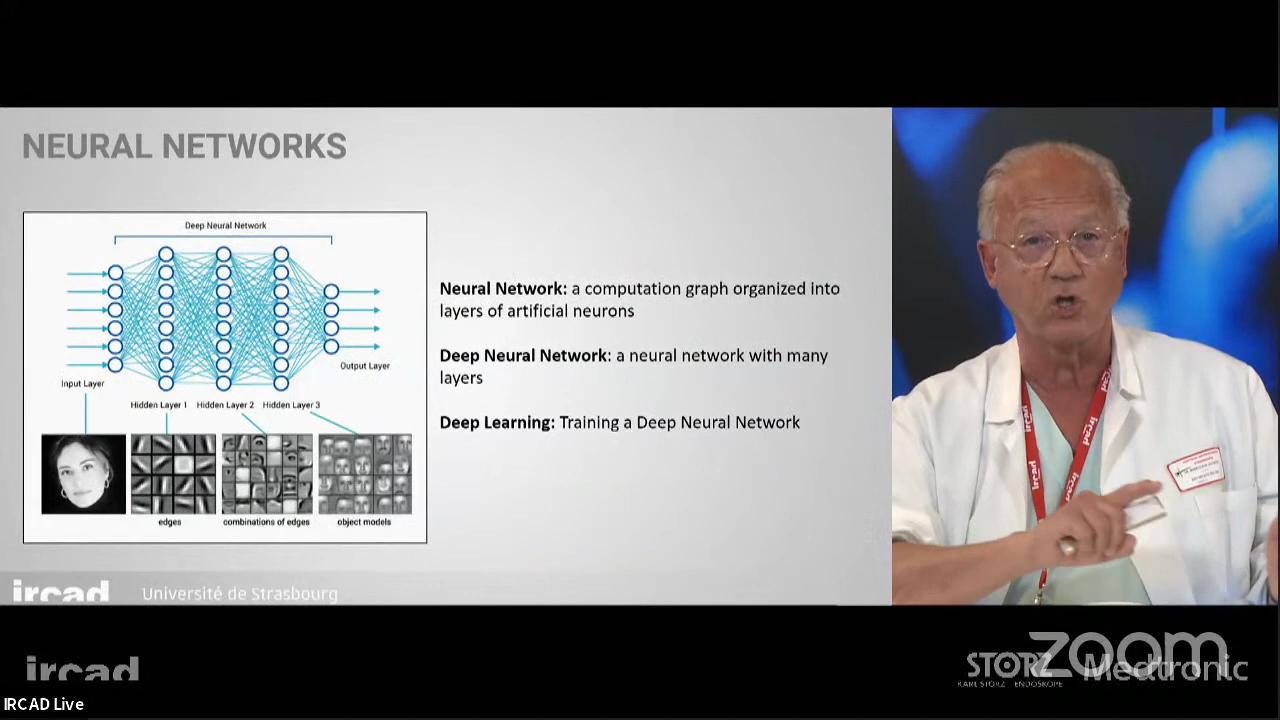 NEURAL NETWORKS
Deep Neural Network
Input Layer
Output Layer
Hidden Layer 1
Hidden Layer 2
Hidden Layer 3
edges
combinations of edges
object models
Neural Network: a computation graph organized into
layers of artificial neurons
Deep Neural Network: a neural network with many
layers
Deep Learning: Training a Deep Neural Network
ircad
Université de Strasbourg
ircad
ircad
ircad
ircad
ircad
STORZ
KARL STORZ ENDOSKOPE
zoom
Medtronic
IRCAD Live